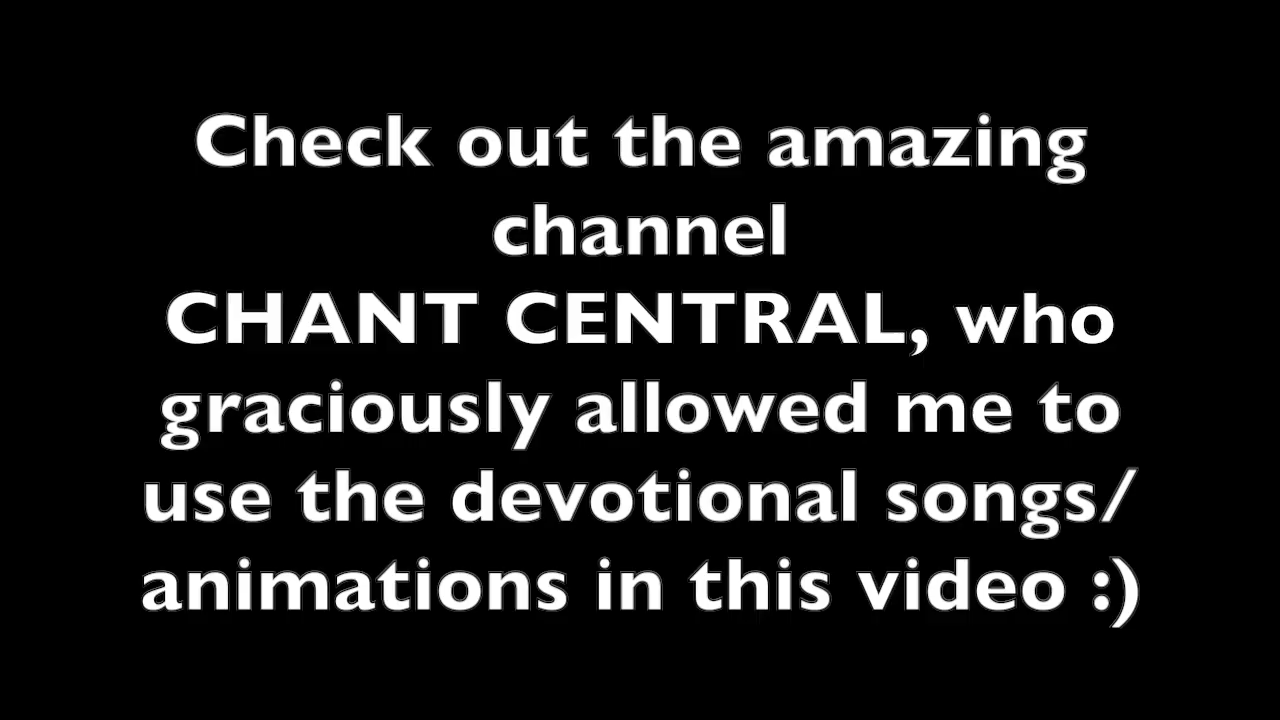 Check out the amazing
channel
CHANT CENTRAL, who
graciously allowed me to
use the devotional songs/
animations in this video :)